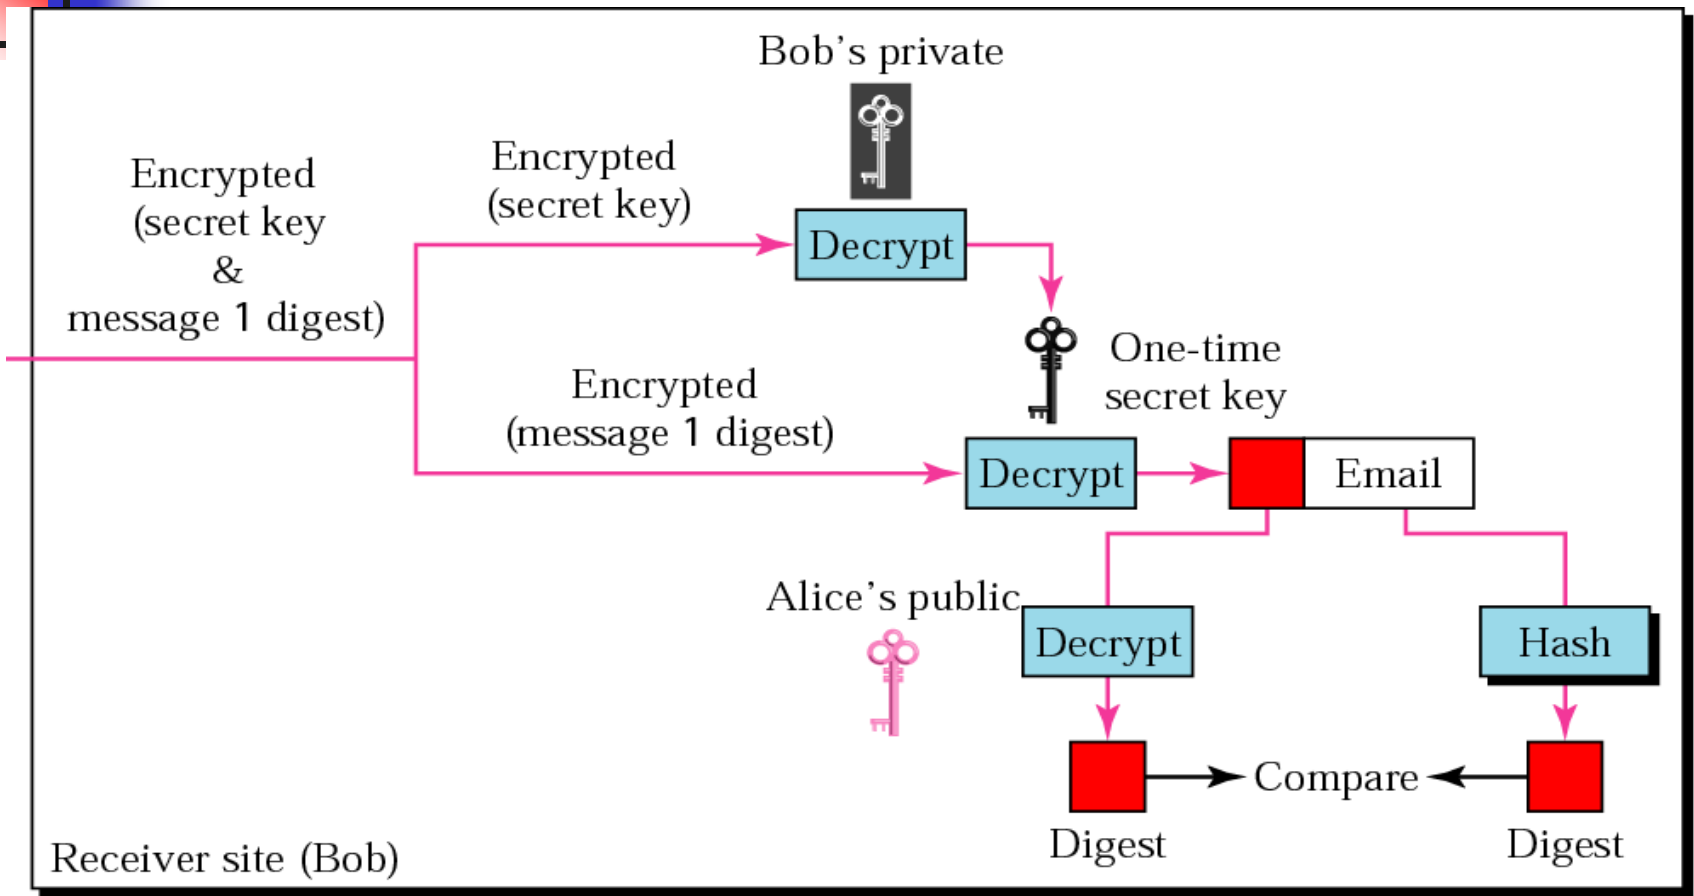 Bob’s private
Encrypted
(secret key
&
message 1 digest)
Encrypted
(secret key)
Decrypt
One-time
secret key
Encrypted
(message 1 digest)
Decrypt
Email
Alice’s public
Decrypt
Hash
Compare
Digest
Digest
Receiver site (Bob)